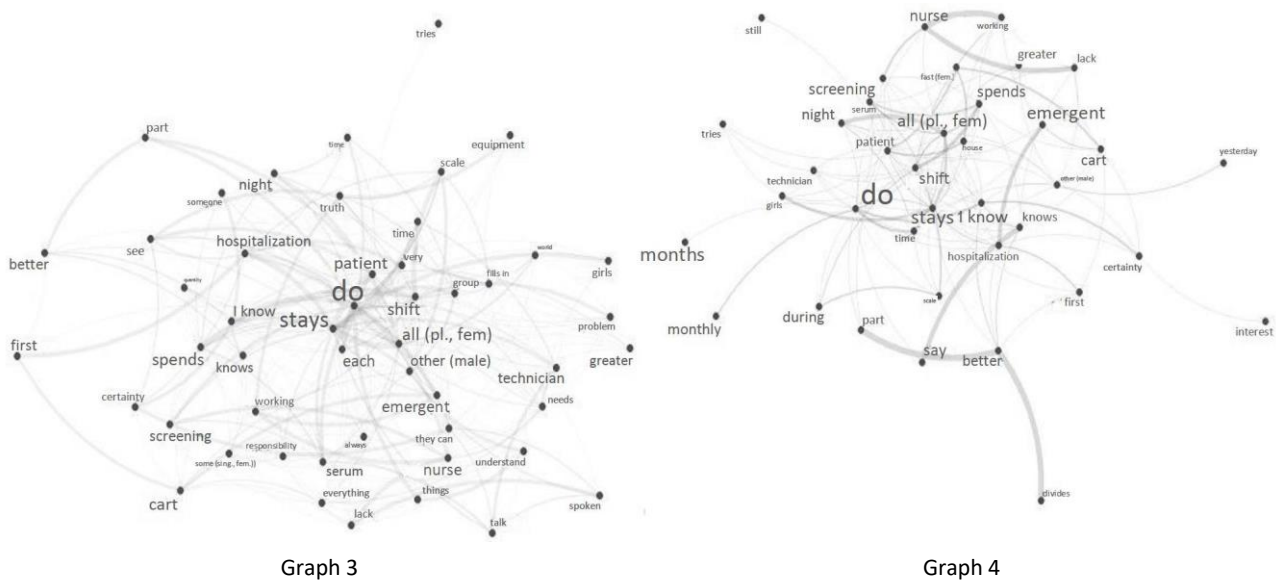 tries
part
time
equipment
scale
night
someone
truth
see
hospitalization
time
better
patient
very
world
girls
quantity
do
fills in
group
I know
shift
stays
problem
first
all (pl., fem)
spends
each
other (male)
greater
knows
technician
certainty
emergent
needs
working
screening
they can
responsibility
always
some (sing., fem.))
serum
nurse
understand
cart
everything
things
lack
spoken
talk
Graph 3
nurse
working
still
greater
lack
fast (fem.)
screening
spends
serum
night
all (pl., fem)
emergent
tries
patient
house
cart
yesterday
technician
shift
other (male)
girls
do
stays
I know
knows
time
months
hospitalization
certainty
scale
first
during
monthly
part
interest
say
better
divides
Graph 4